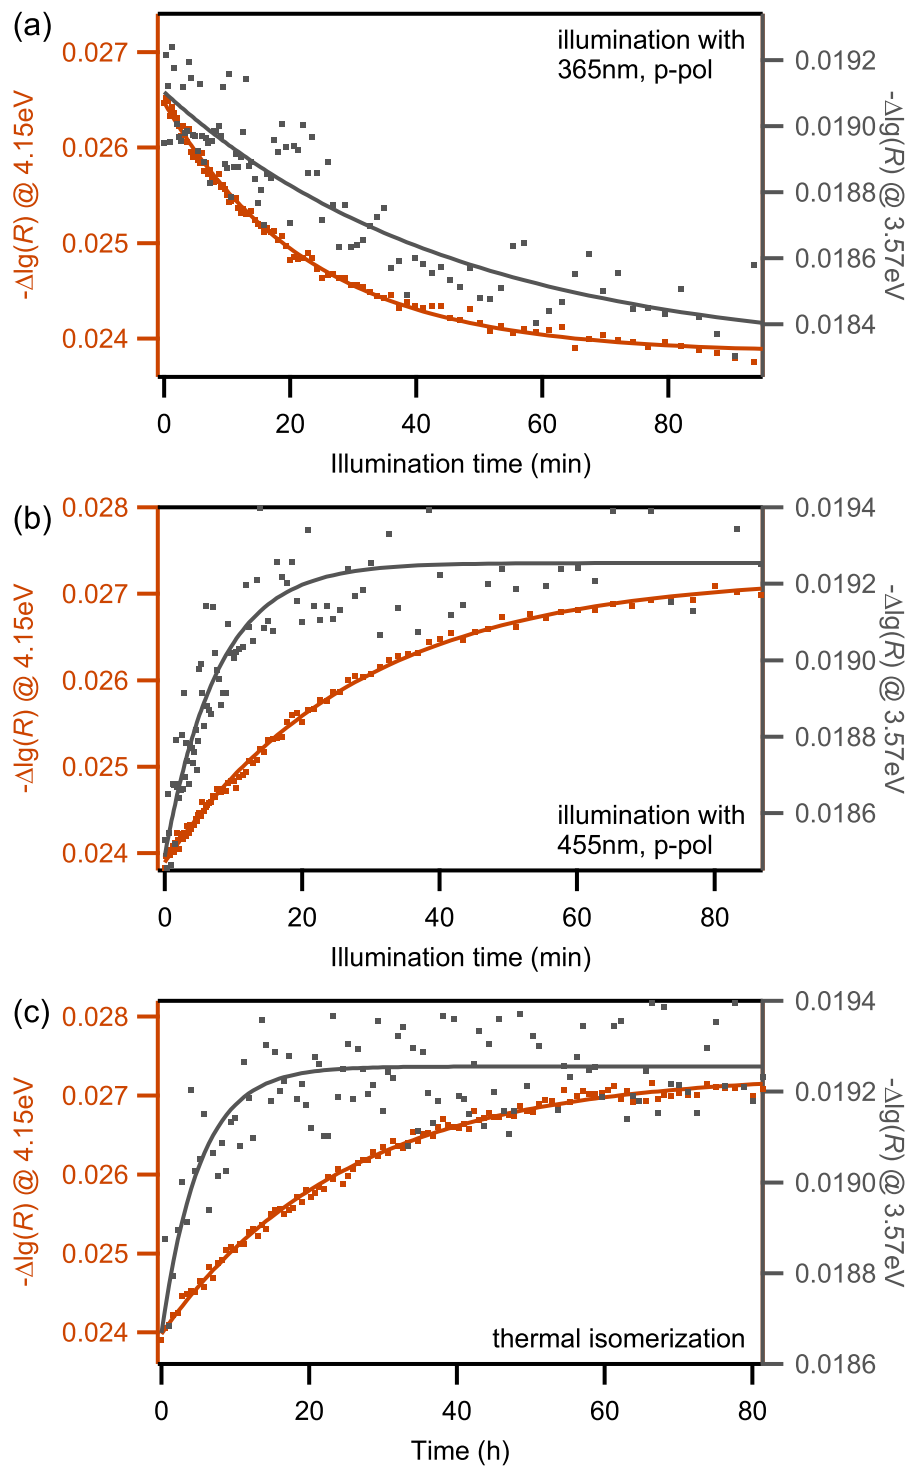 (a)
illumination with
365nm, p-pol
0.027
0.026
0.025
0.024
-Δlg(R) @ 4.15eV
0.0192
0.0190
0.0188
0.0186
0.0184
-Δlg(R) @ 3.57eV
0 20 40 60 80
Illumination time (min)
(b)
0.028
0.027
0.026
0.025
0.024
-Δlg(R) @ 4.15eV
0.0194
0.0192
0.0190
0.0188
0.0186
-Δlg(R) @ 3.57eV
illumination with
455nm, p-pol
0 20 40 60 80
Illumination time (min)
(c)
0.028
0.027
0.026
0.025
0.024
-Δlg(R) @ 4.15eV
0.0194
0.0192
0.0190
0.0188
0.0186
-Δlg(R) @ 3.57eV
thermal isomerization
0 20 40 60 80
Time (h)